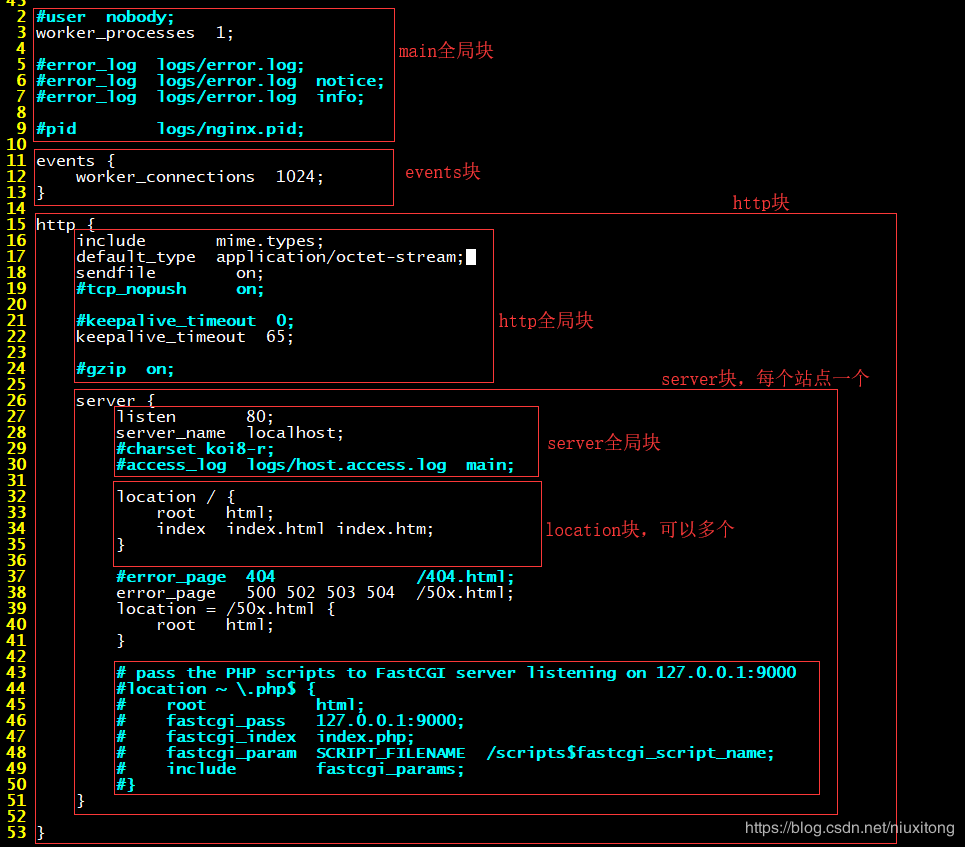 2 #user  nobody;
3 worker_processes  1;
main全局块
4
5 #error_log  logs/error.log;
6 #error_log  logs/error.log  notice;
7 #error_log  logs/error.log  info;
8
9 #pid        logs/nginx.pid;
10
11 events {
12     worker_connections  1024;
events块
13 }
14
http块
15 http {
16     include       mime.types;
17     default_type  application/octet-stream;
18     sendfile        on;
19     #tcp_nopush     on;
20
21     #keepalive_timeout  0;
http全局块
22     keepalive_timeout  65;
23
24     #gzip  on;
25
server块，每个站点一个
26     server {
27         listen       80;
28         server_name  localhost;
29         #charset koi8-r;
server全局块
30         #access_log  logs/host.access.log  main;
31
32         location / {
33             root   html;
34             index  index.html index.htm;
location块，可以多个
35         }
36
37         #error_page  404              /404.html;
38         error_page   500 502 503 504  /50x.html;
39         location = /50x.html {
40             root   html;
41         }
42
43         # pass the PHP scripts to FastCGI server listening on 127.0.0.1:9000
44         #location ~ \.php$ {
45         #    root           html;
46         #    fastcgi_pass   127.0.0.1:9000;
47         #    fastcgi_index  index.php;
48         #    fastcgi_param  SCRIPT_FILENAME  /scripts$fastcgi_script_name;
49         #    include        fastcgi_params;
50         #}
51     }
52
53 }
https://blog.csdn.net/niuxitong